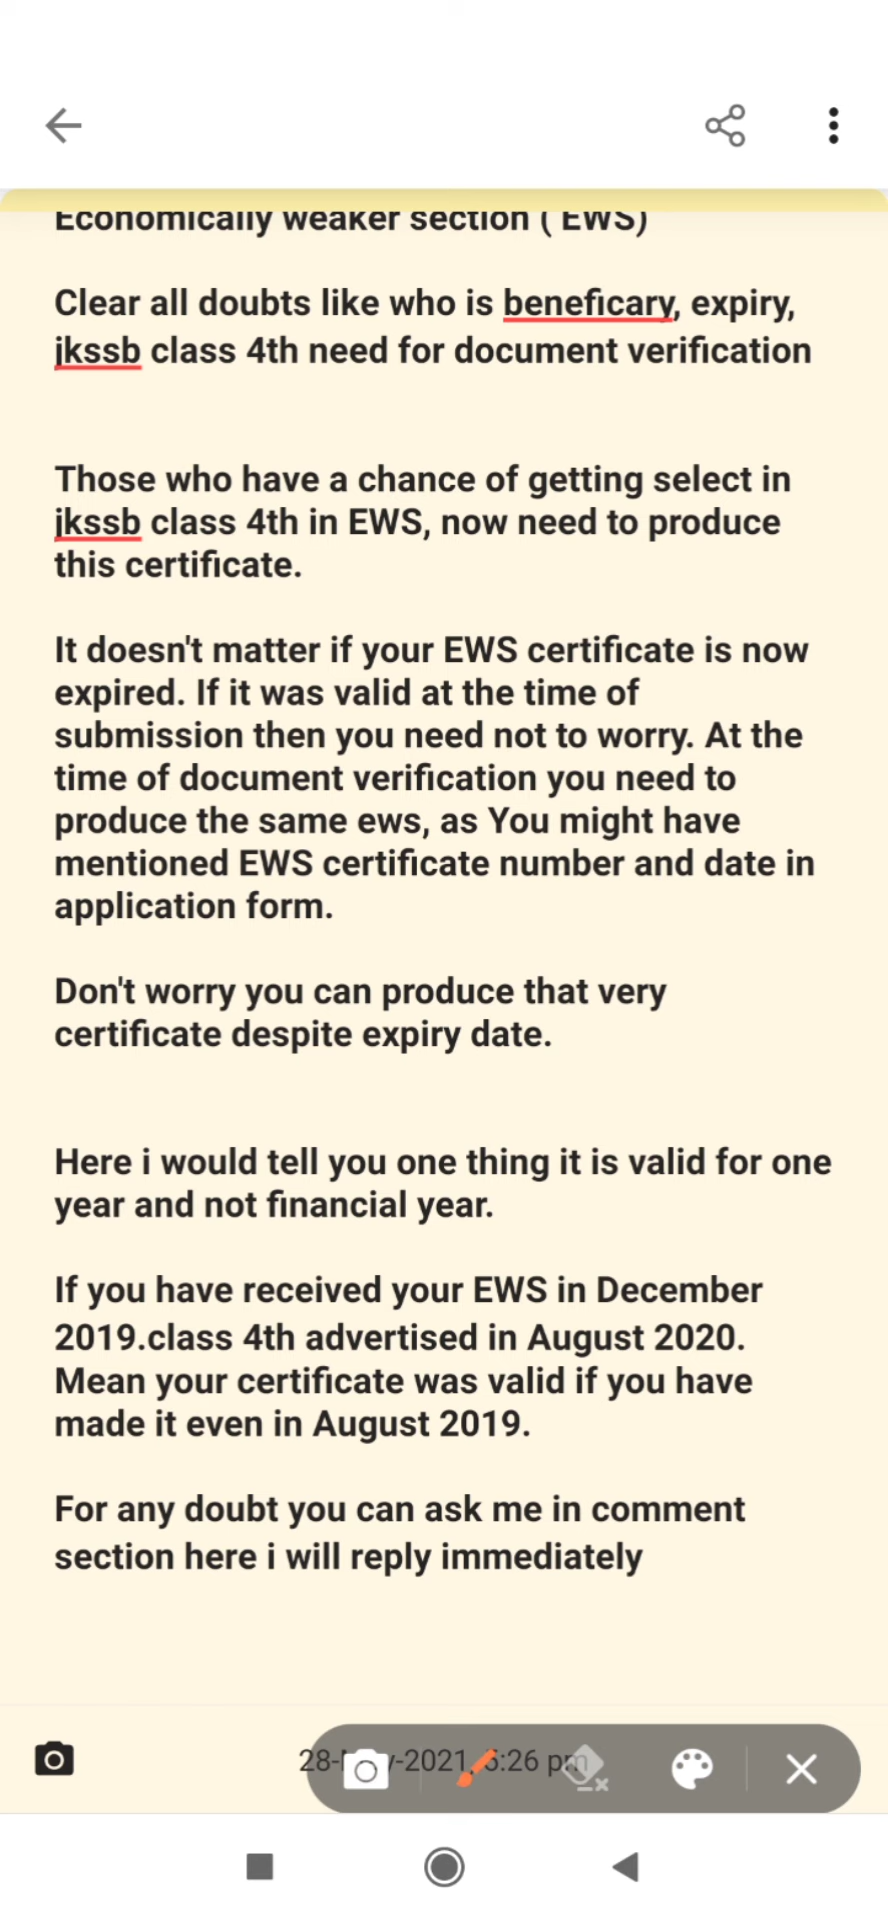 Economically weaker section ( EWS)
Clear all doubts like who is beneficary, expiry,
jkssb class 4th need for document verification
Those who have a chance of getting select in
jkssb class 4th in EWS, now need to produce
this certificate.
It doesn't matter if your EWS certificate is now
expired. If it was valid at the time of
submission then you need not to worry. At the
time of document verification you need to
produce the same ews, as You might have
mentioned EWS certificate number and date in
application form.
Don't worry you can produce that very
certificate despite expiry date.
Here i would tell you one thing it is valid for one
year and not financial year.
If you have received your EWS in December
2019.class 4th advertised in August 2020.
Mean your certificate was valid if you have
made it even in August 2019.
For any doubt you can ask me in comment
section here i will reply immediately
-2021, :26 pm